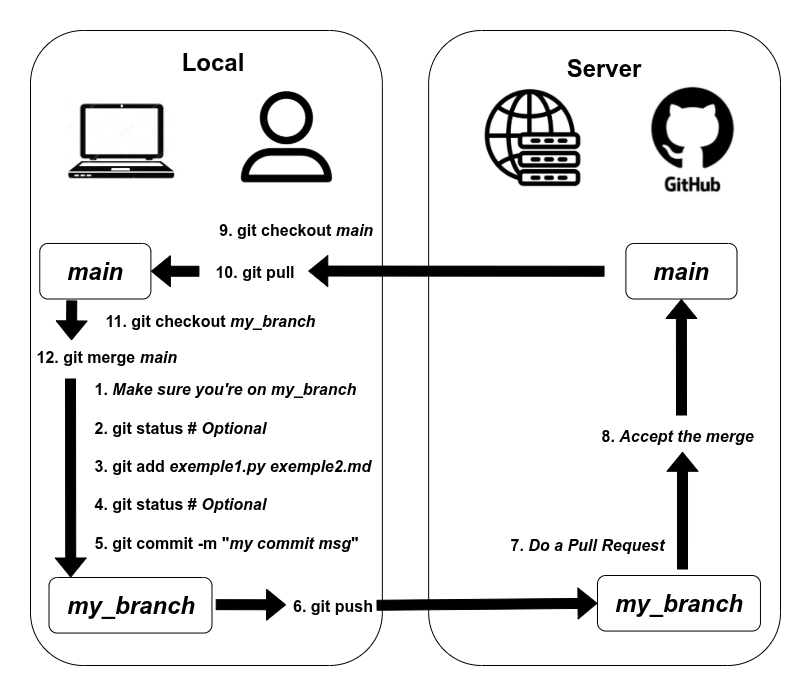 Local
Server
GitHub
9. git checkout main
main
10. git pull
main
11. git checkout my_branch
12. git merge main
1. Make sure you're on my_branch
2. git status # Optional
3. git add exemple1.py exemple2.md
4. git status # Optional
5. git commit -m "my commit msg"
my_branch
6. git push
my_branch
7. Do a Pull Request
8. Accept the merge